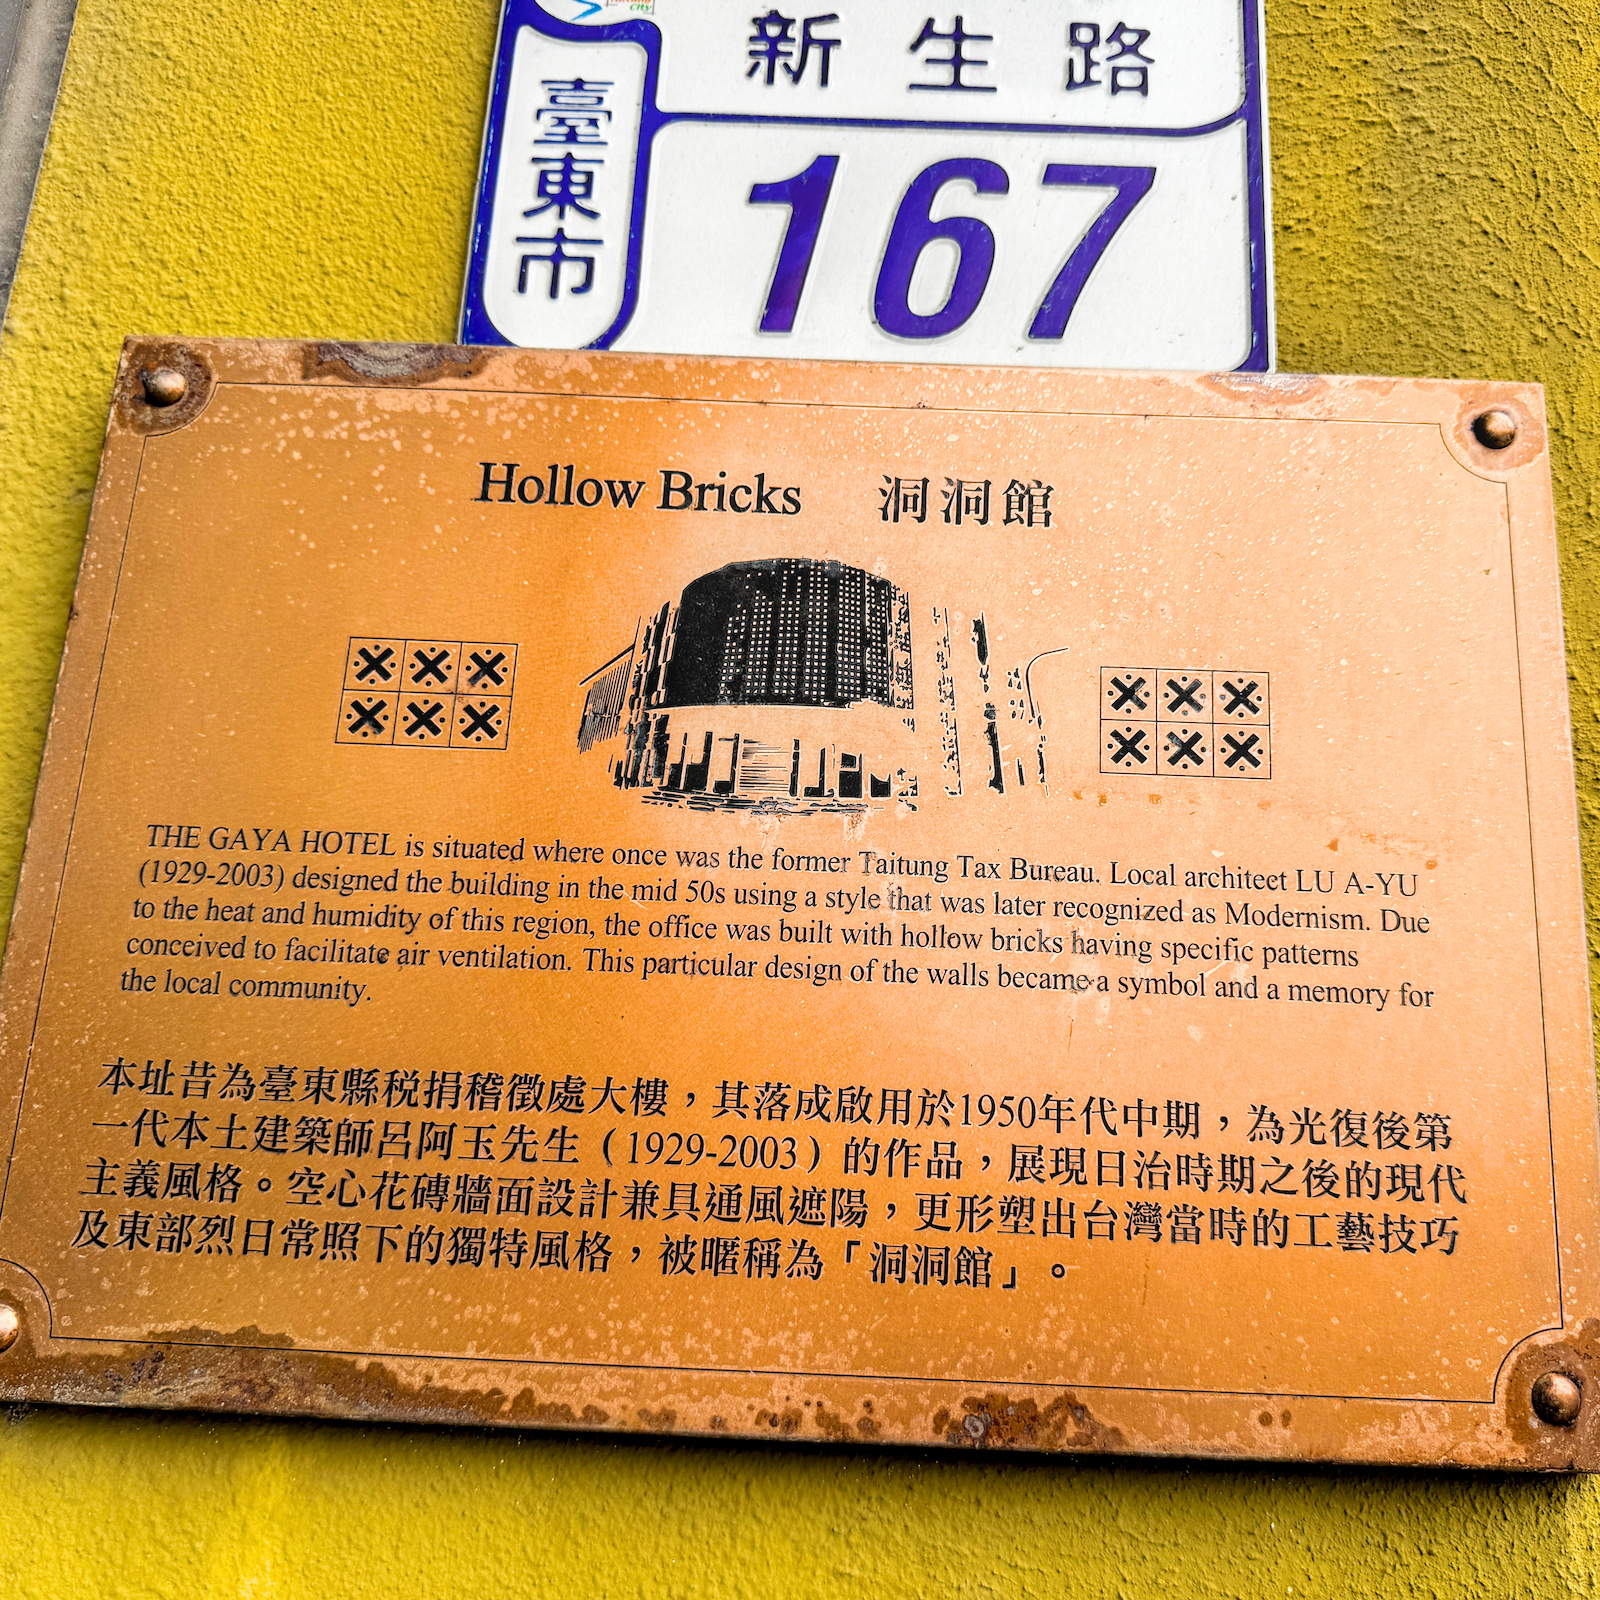 city
新生路
臺東市
167
Hollow Bricks 洞洞館
THE GAYA HOTEL is situated where once was the former Taitung Tax Bureau. Local architect LU A-YU
(1929-2003) designed the building in the mid 50s using a style that was later recognized as Modernism. Due
to the heat and humidity of this region, the office was built with hollow bricks having specific patterns
conceived to facilitate air ventilation. This particular design of the walls became a symbol and a memory for
the local community.
本址昔為臺東縣稅捐稽徵處大樓，其落成啟用於1950年代中期，為光復後第
一代本土建築師呂阿玉先生（1929-2003）的作品，展現日治時期之後的現代
主義風格。空心花磚牆面設計兼具通風遮陽，更形塑出台灣當時的工藝技巧
及東部烈日常照下的獨特風格，被暱稱為「洞洞館」。